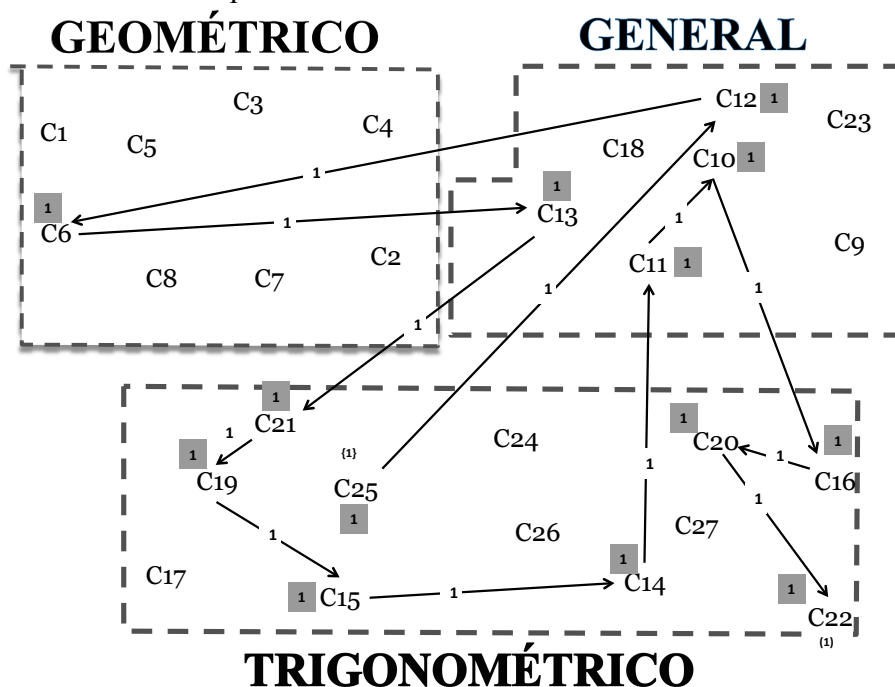 GEOMÉTRICO
GENERAL
C3
C1
C5
C4
1
C6
C8
C7
C2
1
1
C12 1
C23
C18
C10 1
1
C13
C9
C11 1
1
1
1
1
1
C21
1
1
C19
{1}
C25
1
C24
1
C20
1
1
C16
1
1
C26
C27
C17
1 C15
1
1
C14
1
1
C22
{1}
TRIGONOMÉTRICO